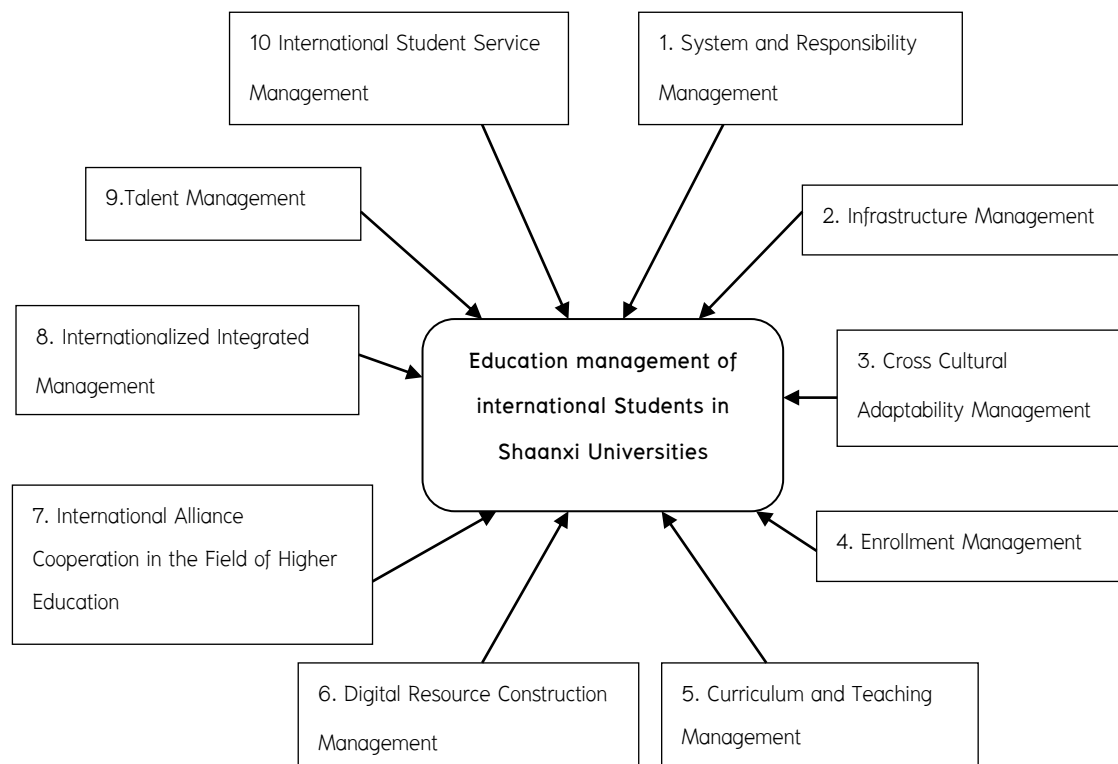 10 International Student Service
Management
1. System and Responsibility
Management
9.Talent Management
2. Infrastructure Management
8. Internationalized Integrated
Management
Education management of
international Students in
Shaanxi Universities
3. Cross Cultural
Adaptability Management
7. International Alliance
Cooperation in the Field of Higher
Education
4. Enrollment Management
6. Digital Resource Construction
Management
5. Curriculum and Teaching
Management